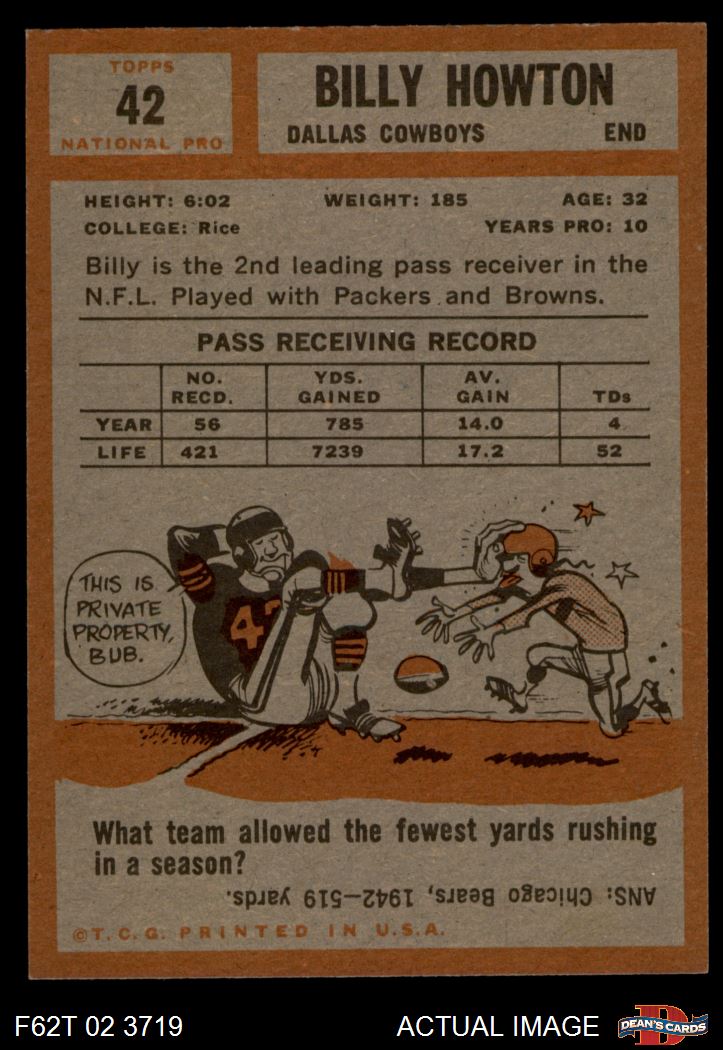 TOPPS
42
NATIONAL PRO
BILLY HOWTON
DALLAS COWBOYS END
HEIGHT: 6:02 WEIGHT: 185 AGE: 32
COLLEGE: Rice YEARS PRO: 10
Billy is the 2nd leading pass receiver in the
N.F.L. Played with Packers and Browns.
PASS RECEIVING RECORD
NO. RECD. YDS. GAINED AV. GAIN TDs
YEAR 56 785 14.0 4
LIFE 421 7239 17.2 52
THIS IS
PRIVATE
PROPERTY,
BUB.
42
What team allowed the fewest yards rushing
in a season?
ANS: Chicago Bears, 1942—519 yards.
©T.C.G. PRINTED IN U.S.A.
F62T 02 3719 ACTUAL IMAGE DEAN'S CARDS